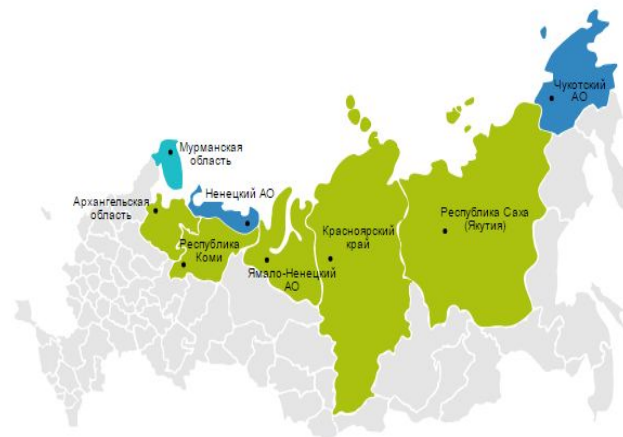 Чукотский
АО
Мурманская
область
Ненецкий АО
Архангельская
область
Республика
Коми
Ямало-Ненецкий
АО
Красноярский
край
Республика Саха
(Якутия)